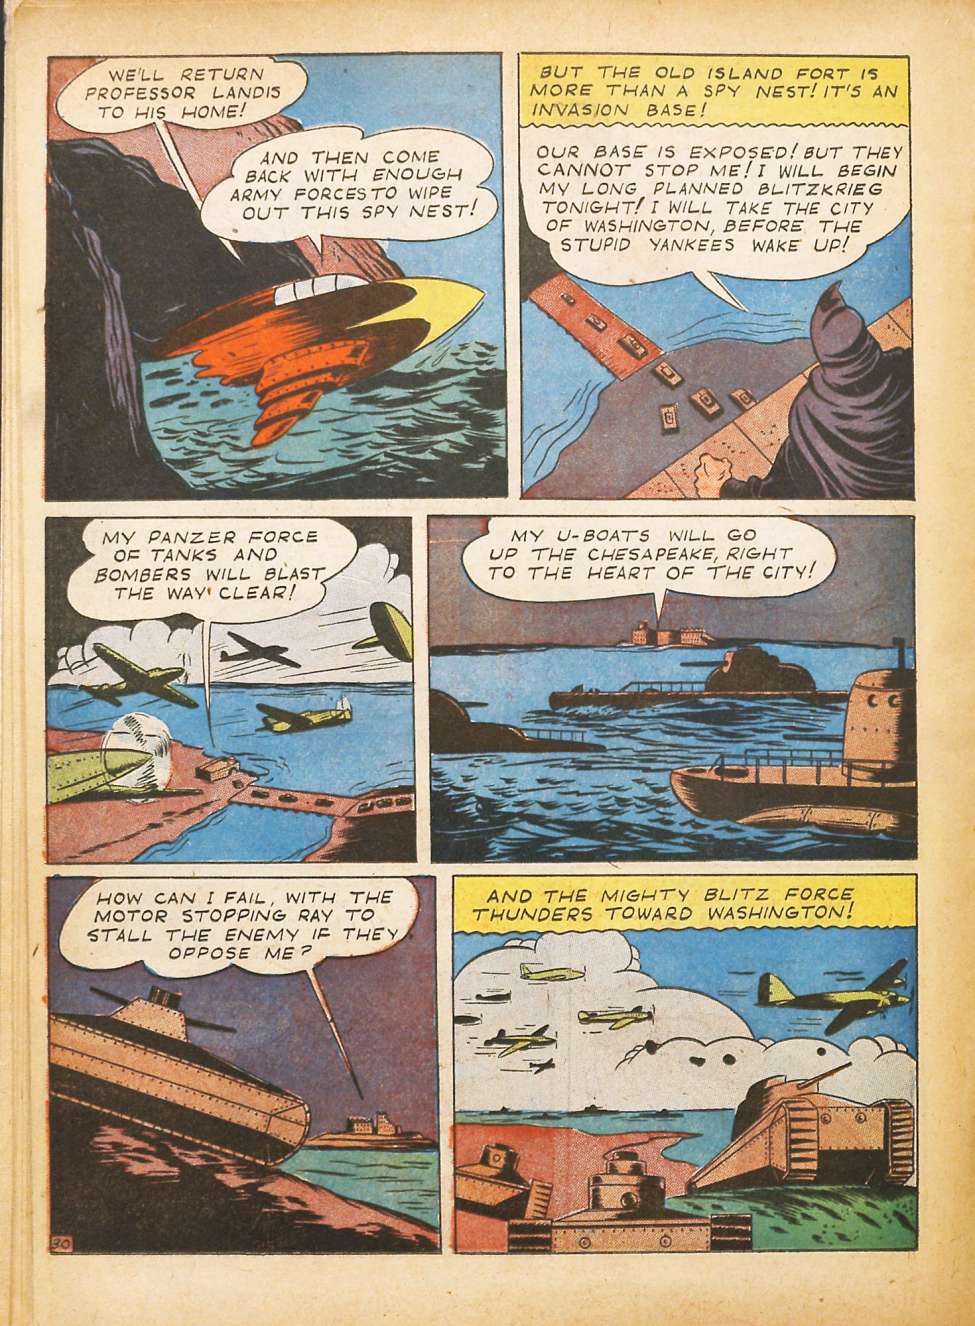 WE'LL RETURN
PROFESSOR LANDIS
TO HIS HOME!
AND THEN COME
BACK WITH ENOUGH
ARMY FORCES TO WIPE
OUT THIS SPY NEST!
BUT THE OLD ISLAND FORT IS
MORE THAN A SPY NEST! IT'S AN
INVASION BASE!
OUR BASE IS EXPOSED! BUT THEY
CANNOT STOP ME! I WILL BEGIN
MY LONG PLANNED BLITZKRIEG
TONIGHT! I WILL TAKE THE CITY
OF WASHINGTON, BEFORE THE
STUPID YANKEES WAKE UP!
MY PANZER FORCE
OF TANKS AND
BOMBERS WILL BLAST
THE WAY CLEAR!
MY U-BOATS WILL GO
UP THE CHESAPEAKE, RIGHT
TO THE HEART OF THE CITY!
HOW CAN I FAIL, WITH THE
MOTOR STOPPING RAY TO
STALL THE ENEMY IF THEY
OPPOSE ME?
AND THE MIGHTY BLITZ FORCE
THUNDERS TOWARD WASHINGTON!
30